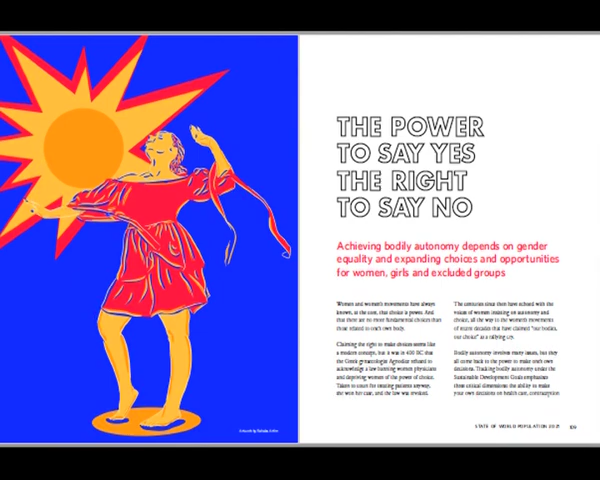 THE POWER
TO SAY YES
THE RIGHT
TO SAY NO
Achieving bodily autonomy depends on gender
equality and expanding choices and opportunities
for women, girls and excluded groups
Women and women's movements have always
known, at the core, that choice is power. And
that there are no more fundamental choices than
those related to one's own body.
Claiming the right to make choices seems like
a modern concept, but it was in 400 BC that
the Greek gynaecologist Agnodice refused to
acknowledge a law banning women physicians
and depriving women of the power of choice.
Taken to court for treating patients anyway,
she won her case, and the law was revoked.
The centuries since then have echoed with the
voices of women insisting on autonomy and
choice, all the way to the women's movements
of recent decades that have claimed "our bodies,
our choice" as a rallying cry.
Bodily autonomy involves many issues, but they
all come back to the power to make one's own
decisions. Tracking bodily autonomy under the
Sustainable Development Goals emphasizes
three critical dimensions: the ability to make
your own decisions on health care, contraception
Artwork by
STATE OF WORLD POPULATION 2021